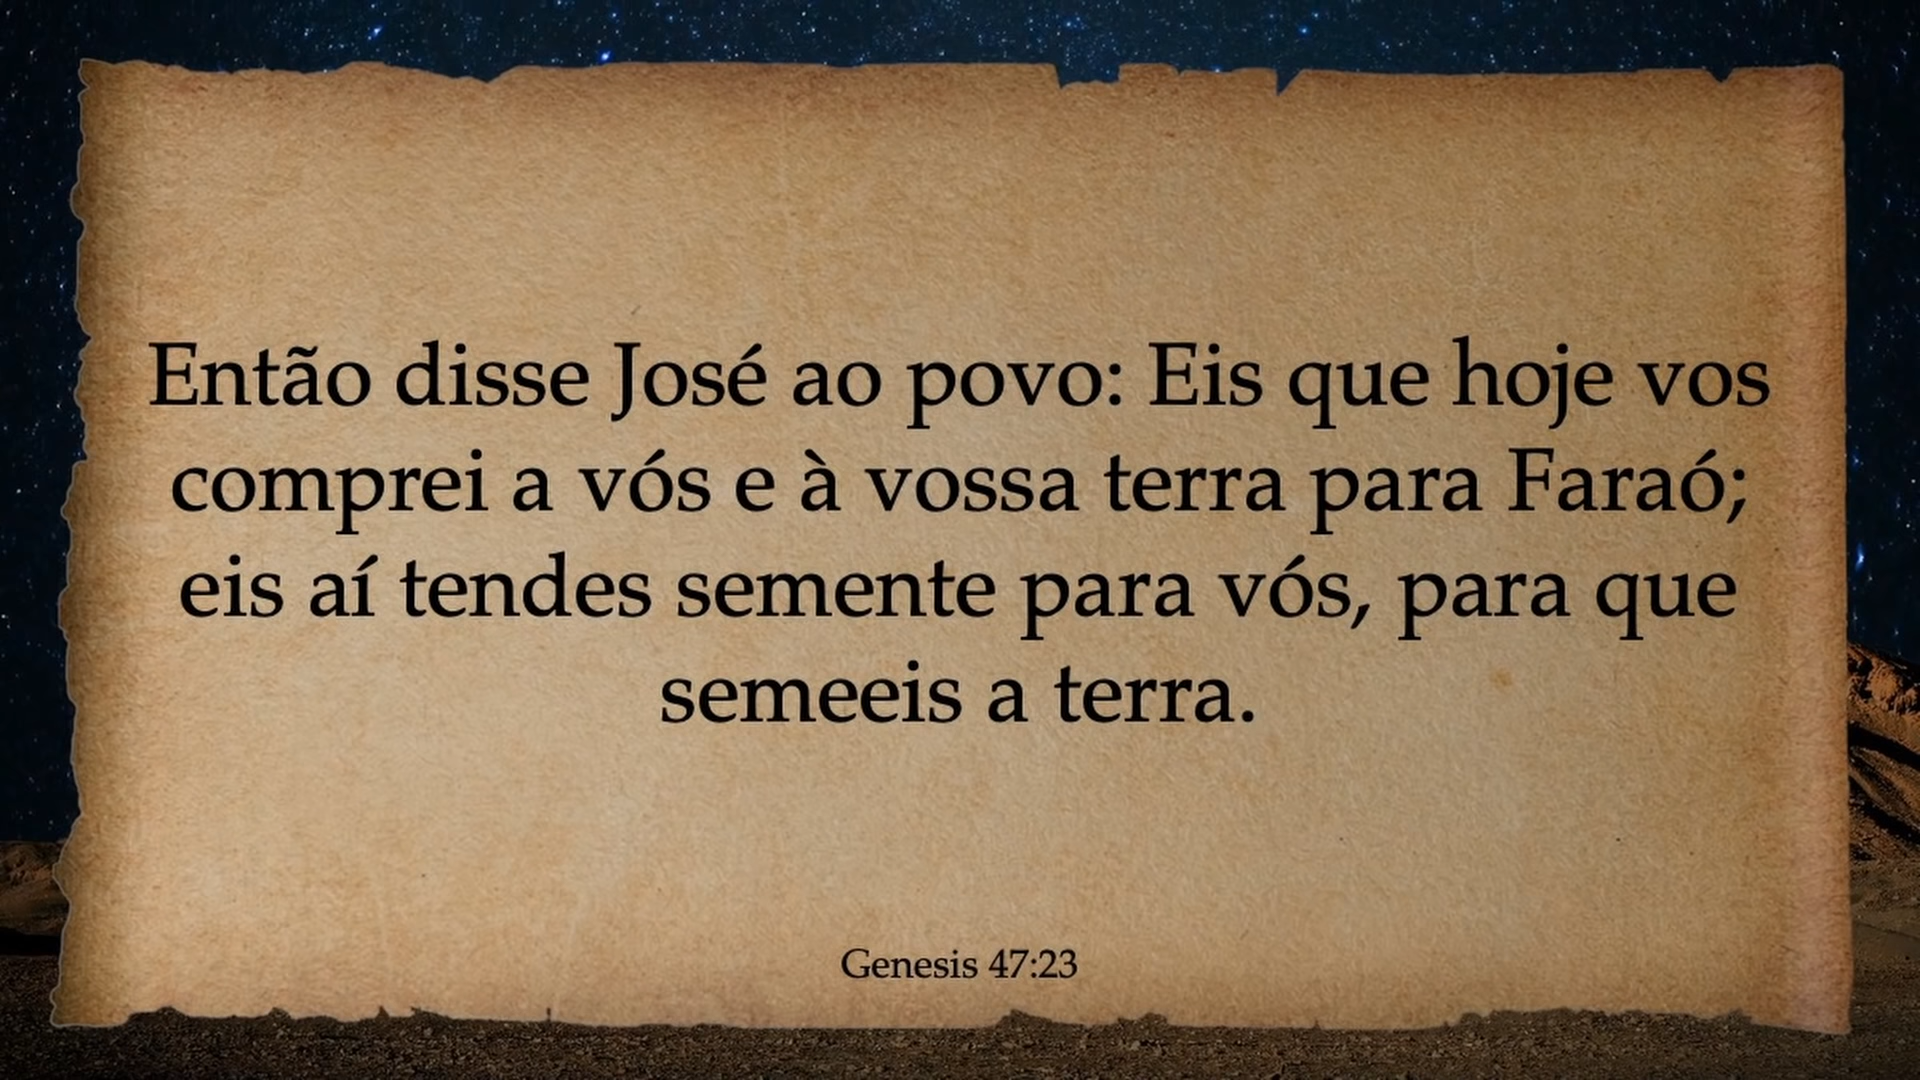 Então disse José ao povo: Eis que hoje vos
comprei a vós e à vossa terra para Faraó;
eis aí tendes semente para vós, para que
semeeis a terra.
Genesis 47:23